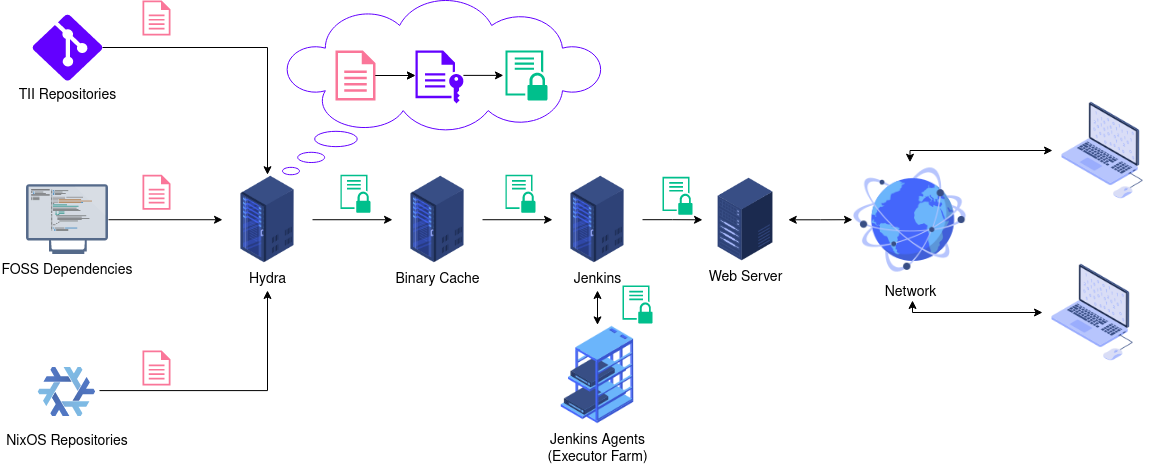 TII Repositories
FOSS Dependencies
Hydra
Binary Cache
Jenkins
Web Server
Network
Jenkins Agents
(Executor Farm)
NixOS Repositories